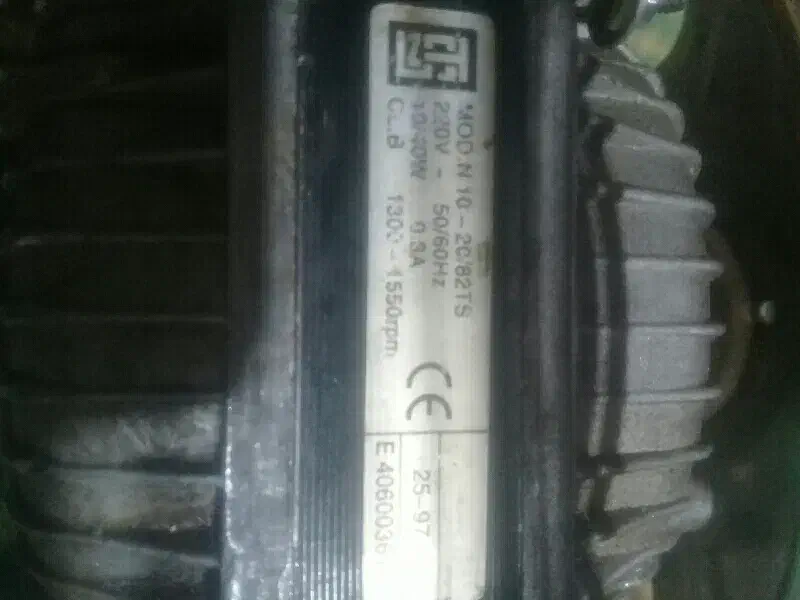 MOD.N 10-20/82TS
220V - 50/60Hz
10/40W 0.3A
CL.B 1300-1550rpm
CE
25-97
E 4060036